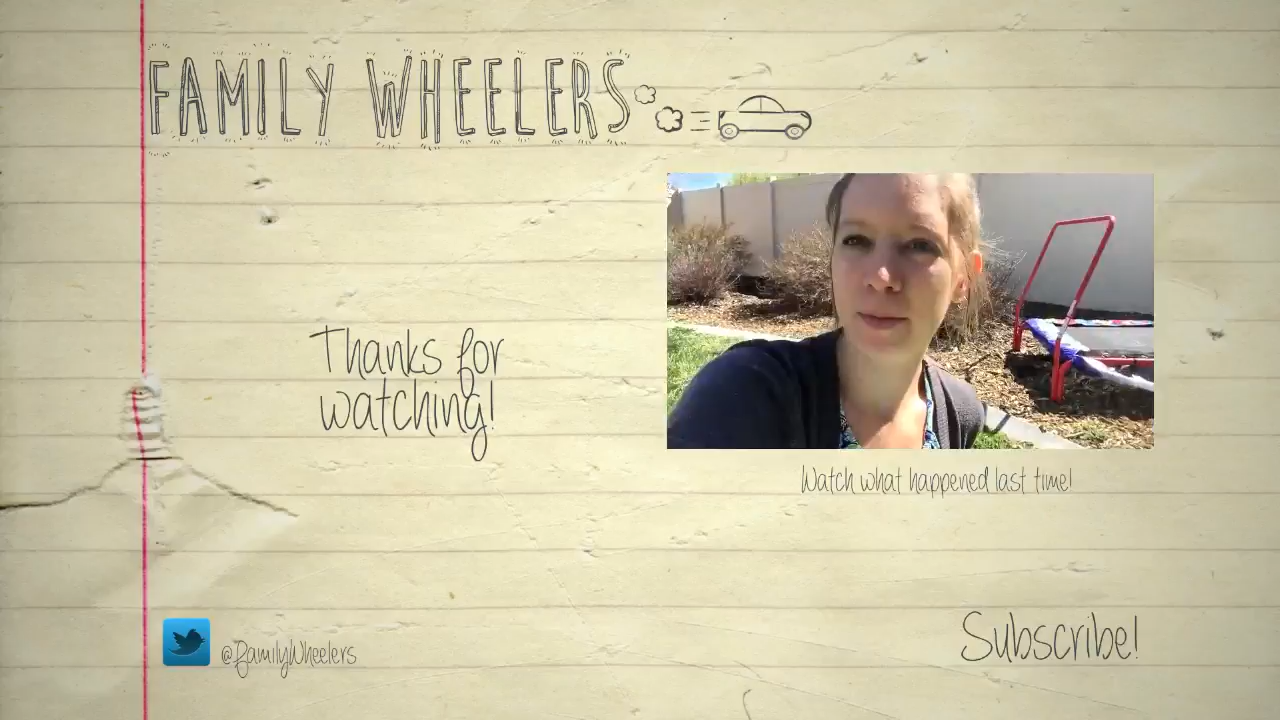 FAMILY WHEELERS
Thanks for
watching!
Watch what happened last time!
@FamilyWheelers
Subscribe!